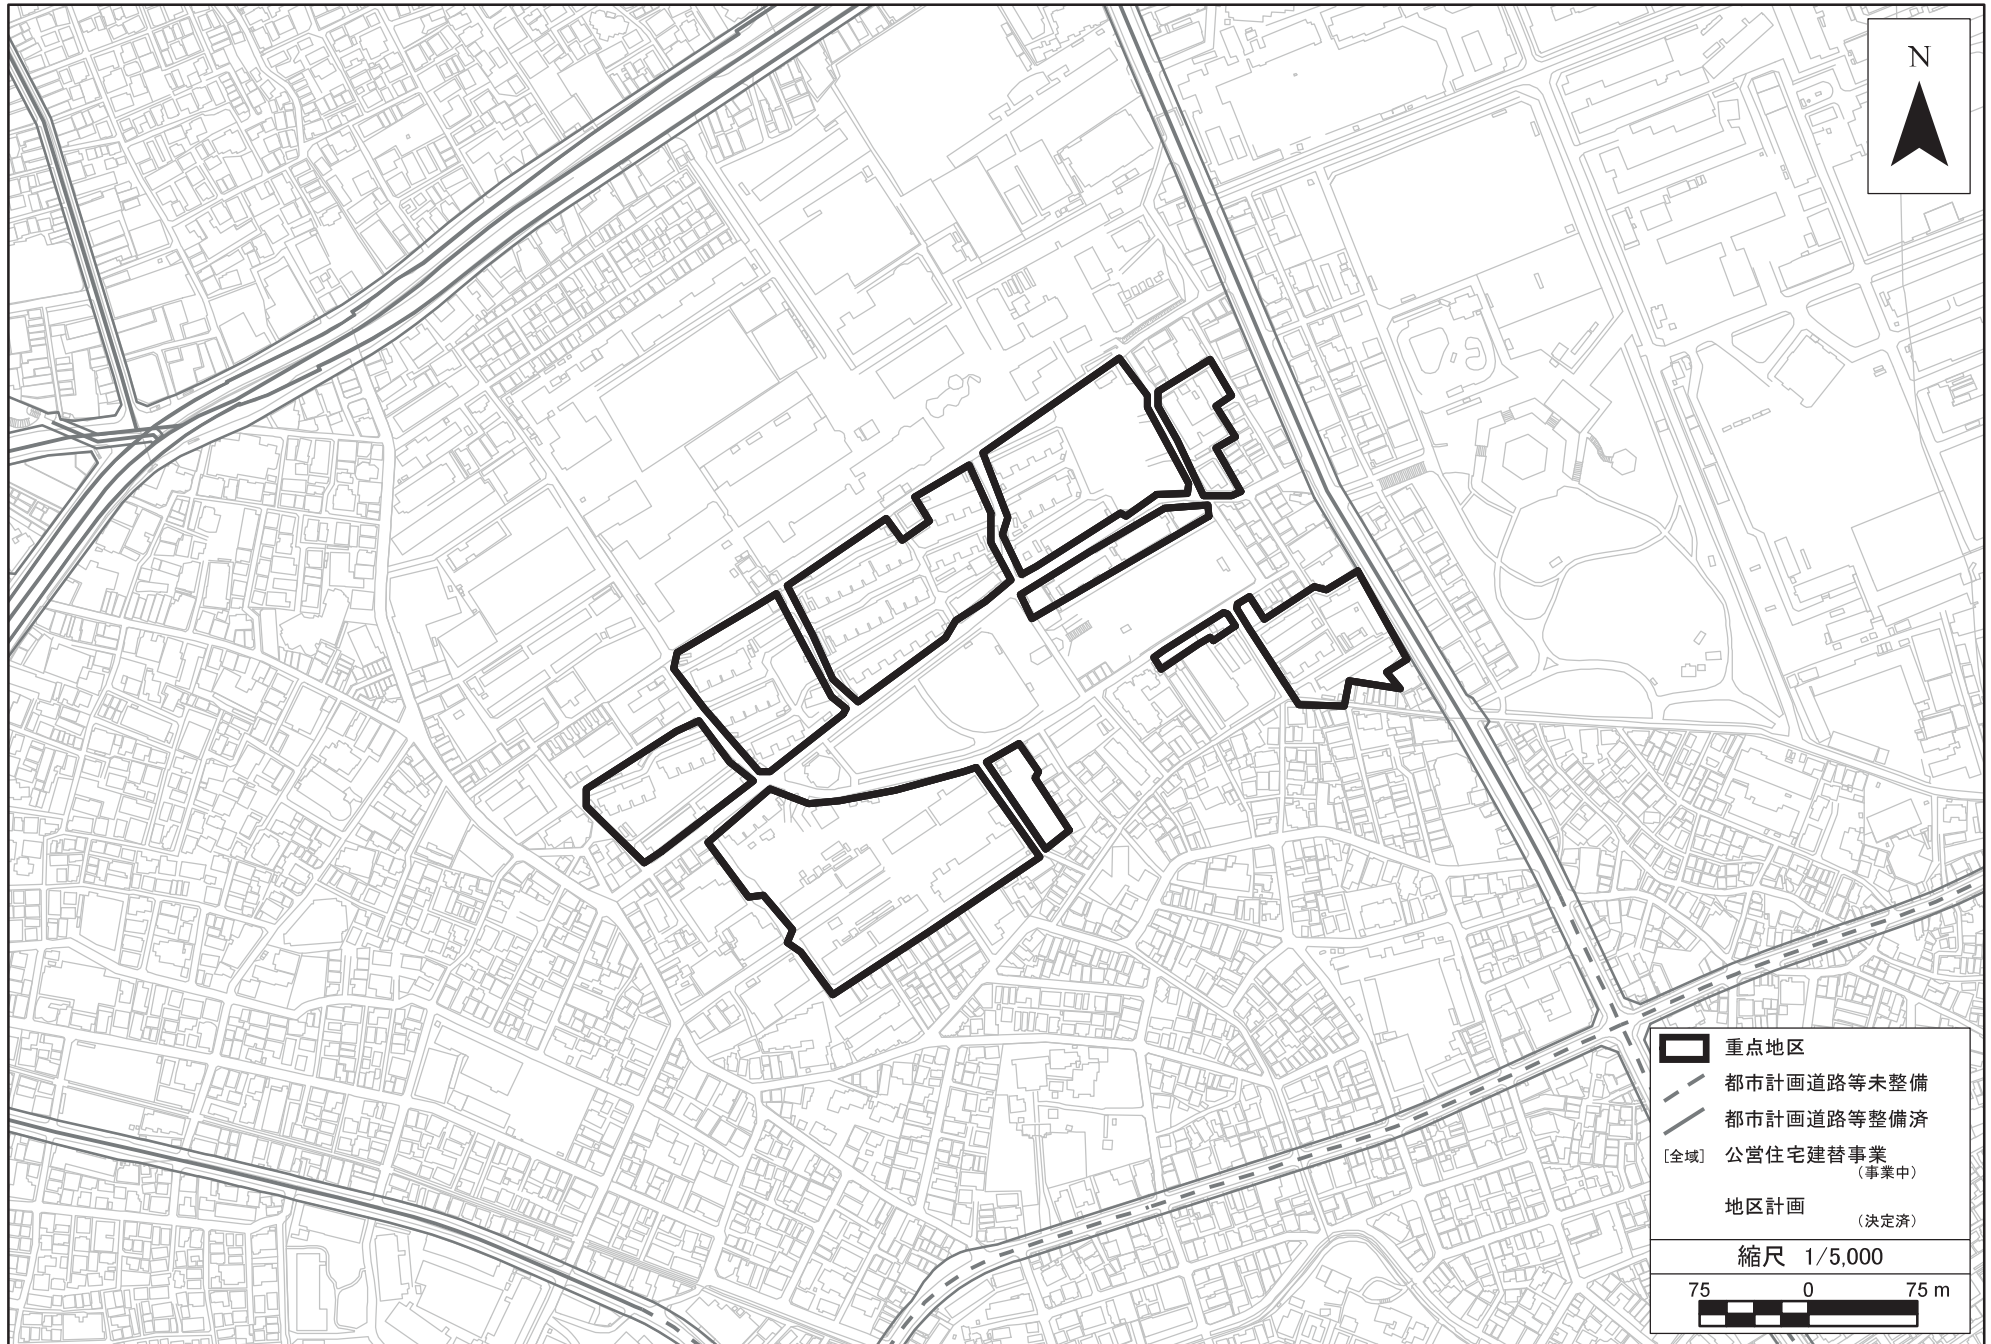 N
重点地区
都市計画道路等未整備
都市計画道路等整備済
[全域] 公営住宅建替事業
(事業中)
地区計画
(決定済)
縮尺 1/5,000
75 0 75 m